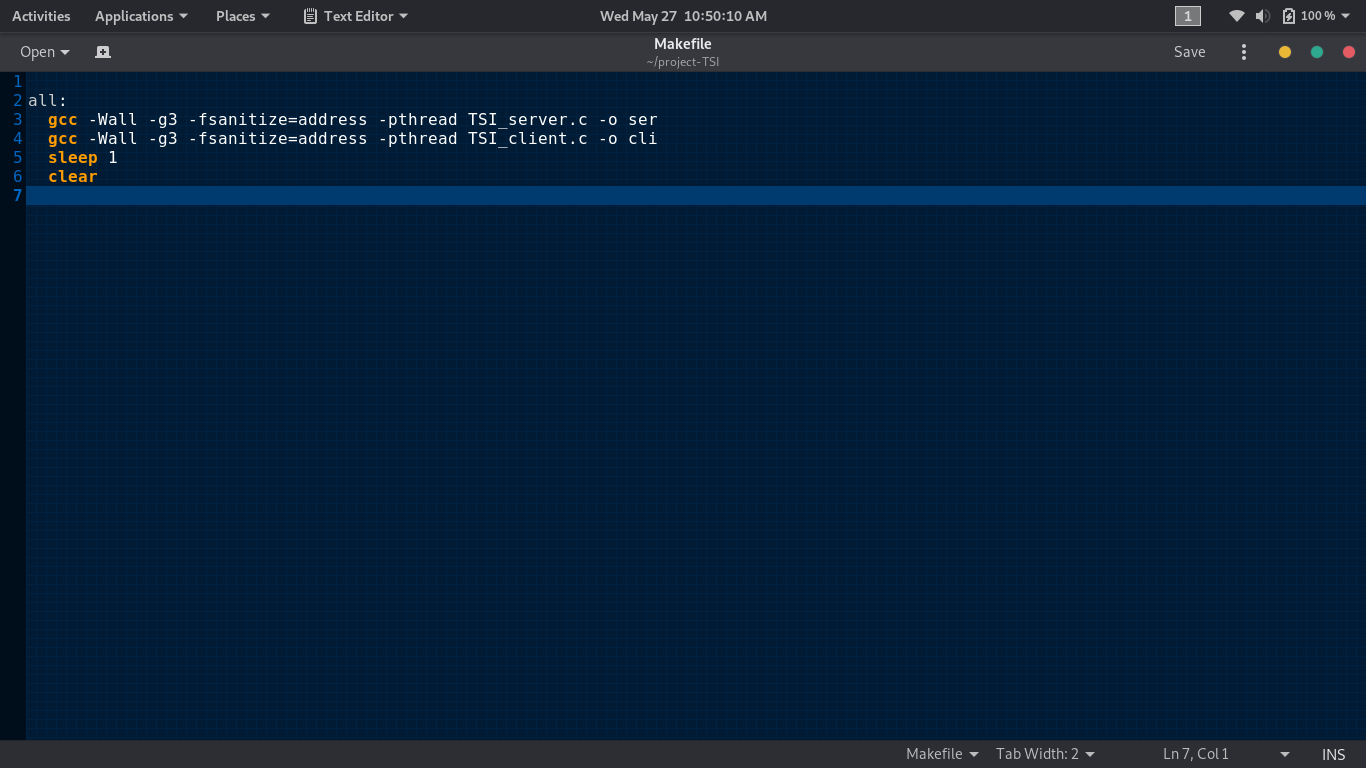 Activities Applications Places Text Editor Wed May 27 10:50:10 AM 1 100 %
Open Makefile Save
~/project-TSI
1
2 all:
3 gcc -Wall -g3 -fsanitize=address -pthread TSI_server.c -o ser
4 gcc -Wall -g3 -fsanitize=address -pthread TSI_client.c -o cli
5 sleep 1
6 clear
7
Makefile Tab Width: 2 Ln 7, Col 1 INS